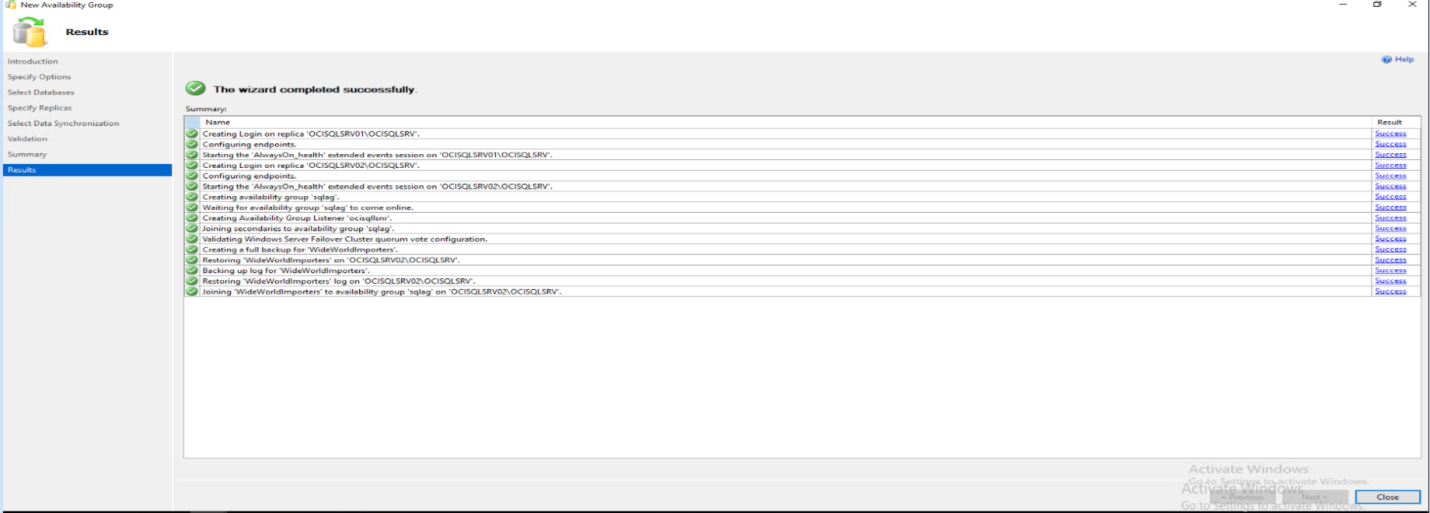 New Availability Group
Results
Introduction
Specify Options
Select Databases
Specify Replicas
Select Data Synchronization
Validation
Summary
Results
Help
The wizard completed successfully.
Summary:
Name Result
Creating Login on replica 'OCISQLSRV01\OCISQLSRV'. Success
Configuring endpoints. Success
Starting the 'AlwaysOn_health' extended events session on 'OCISQLSRV01\OCISQLSRV'. Success
Creating Login on replica 'OCISQLSRV02\OCISQLSRV'. Success
Configuring endpoints. Success
Starting the 'AlwaysOn_health' extended events session on 'OCISQLSRV02\OCISQLSRV'. Success
Creating availability group 'sqlag'. Success
Waiting for availability group 'sqlag' to come online. Success
Creating Availability Group Listener 'ocisqllsnr'. Success
Joining secondaries to availability group 'sqlag'. Success
Validating Windows Server Failover Cluster quorum vote configuration. Success
Creating a full backup for 'WideWorldImporters'. Success
Restoring 'WideWorldImporters' on 'OCISQLSRV02\OCISQLSRV'. Success
Backing up log for 'WideWorldImporters'. Success
Restoring 'WideWorldImporters' log on 'OCISQLSRV02\OCISQLSRV'. Success
Joining 'WideWorldImporters' to availability group 'sqlag' on 'OCISQLSRV02\OCISQLSRV'. Success
Activate Windows
Go to Settings to activate Windows.
Activate Windows
< Previous Next > Close
Go to Settings to activate Windows.